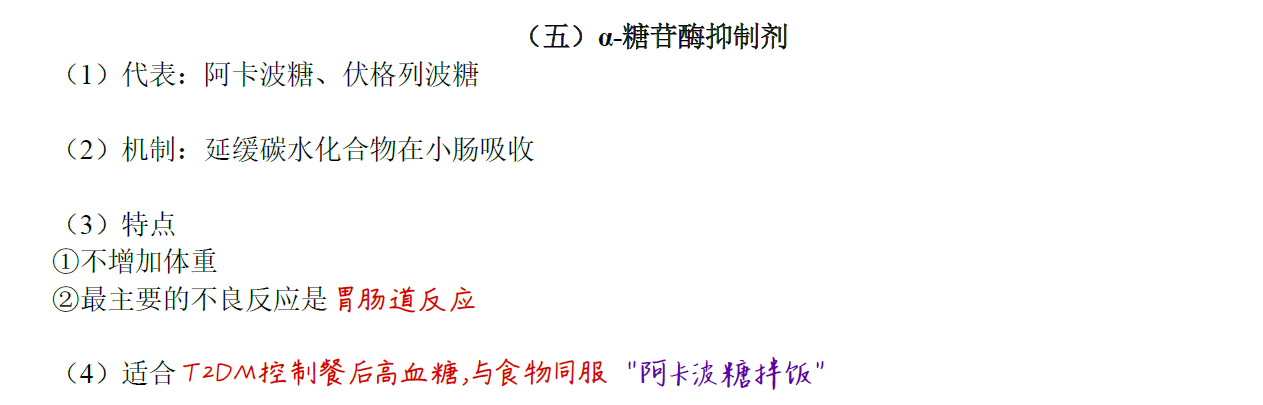 （五）α-糖苷酶抑制剂
（1）代表：阿卡波糖、伏格列波糖
（2）机制：延缓碳水化合物在小肠吸收
（3）特点
①不增加体重
②最主要的不良反应是胃肠道反应
（4）适合T2DM控制餐后高血糖,与食物同服 "阿卡波糖拌饭"